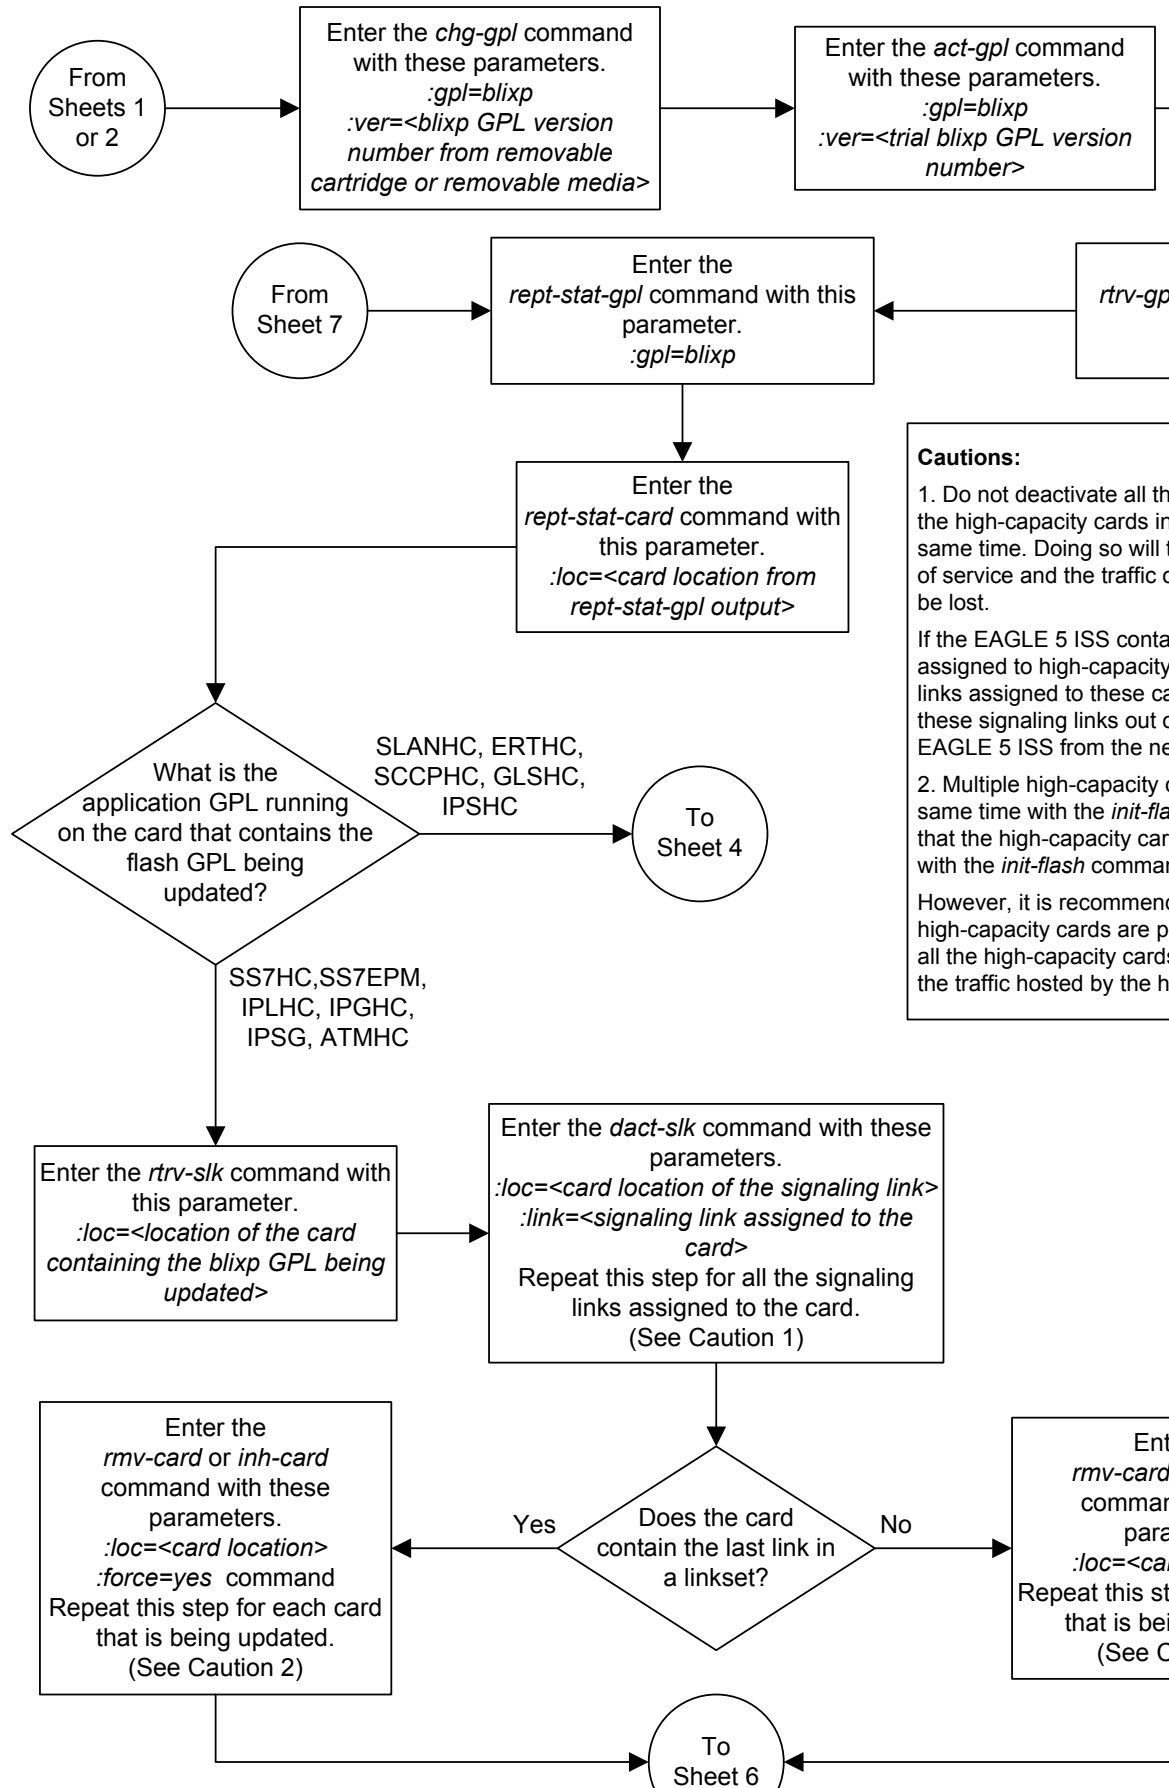 From
Sheets 1
or 2
Enter the chg-gpl command
with these parameters.
:gpl=blixp
:ver=<blixp GPL version
number from removable
cartridge or removable media>
Enter the act-gpl command
with these parameters.
:gpl=blixp
:ver=<trial blixp GPL version
number>
From
Sheet 7
Enter the
rept-stat-gpl command with this
parameter.
:gpl=blixp
Enter the
rept-stat-card command with
this parameter.
:loc=<card location from
rept-stat-gpl output>
Cautions:
1. Do not deactivate all
the high-capacity cards
same time. Doing so will
of service and the traffic
be lost.
If the EAGLE 5 ISS
assigned to high-capacity
links assigned to these
these signaling links out
EAGLE 5 ISS from the
2. Multiple high-capacity
same time with the
that the high-capacity
with the init-flash
However, it is
high-capacity cards are
all the high-capacity
the traffic hosted by the
What is the
application GPL running
on the card that contains the
flash GPL being
updated?
SLANHC, ERTHC,
SCCPHC, GLSHC,
IPSHC
To
Sheet 4
SS7HC,SS7EPM,
IPLHC, IPGHC,
IPSG, ATMHC
Enter the rtrv-slk command with
this parameter.
:loc=<location of the card
containing the blixp GPL being
updated>
Enter the dact-slk command with these
parameters.
:loc=<card location of the signaling link>
:link=<signaling link assigned to the
card>
Repeat this step for all the signaling
links assigned to the card.
(See Caution 1)
Does the card
contain the last link in
a linkset?
Yes
No
Enter the
rmv-card or inh-card
command with these
parameters.
:loc=<card location>
:force=yes command
Repeat this step for each card
that is being updated.
(See Caution 2)
rmv-card
Repeat this
that is
(See
To
Sheet 6